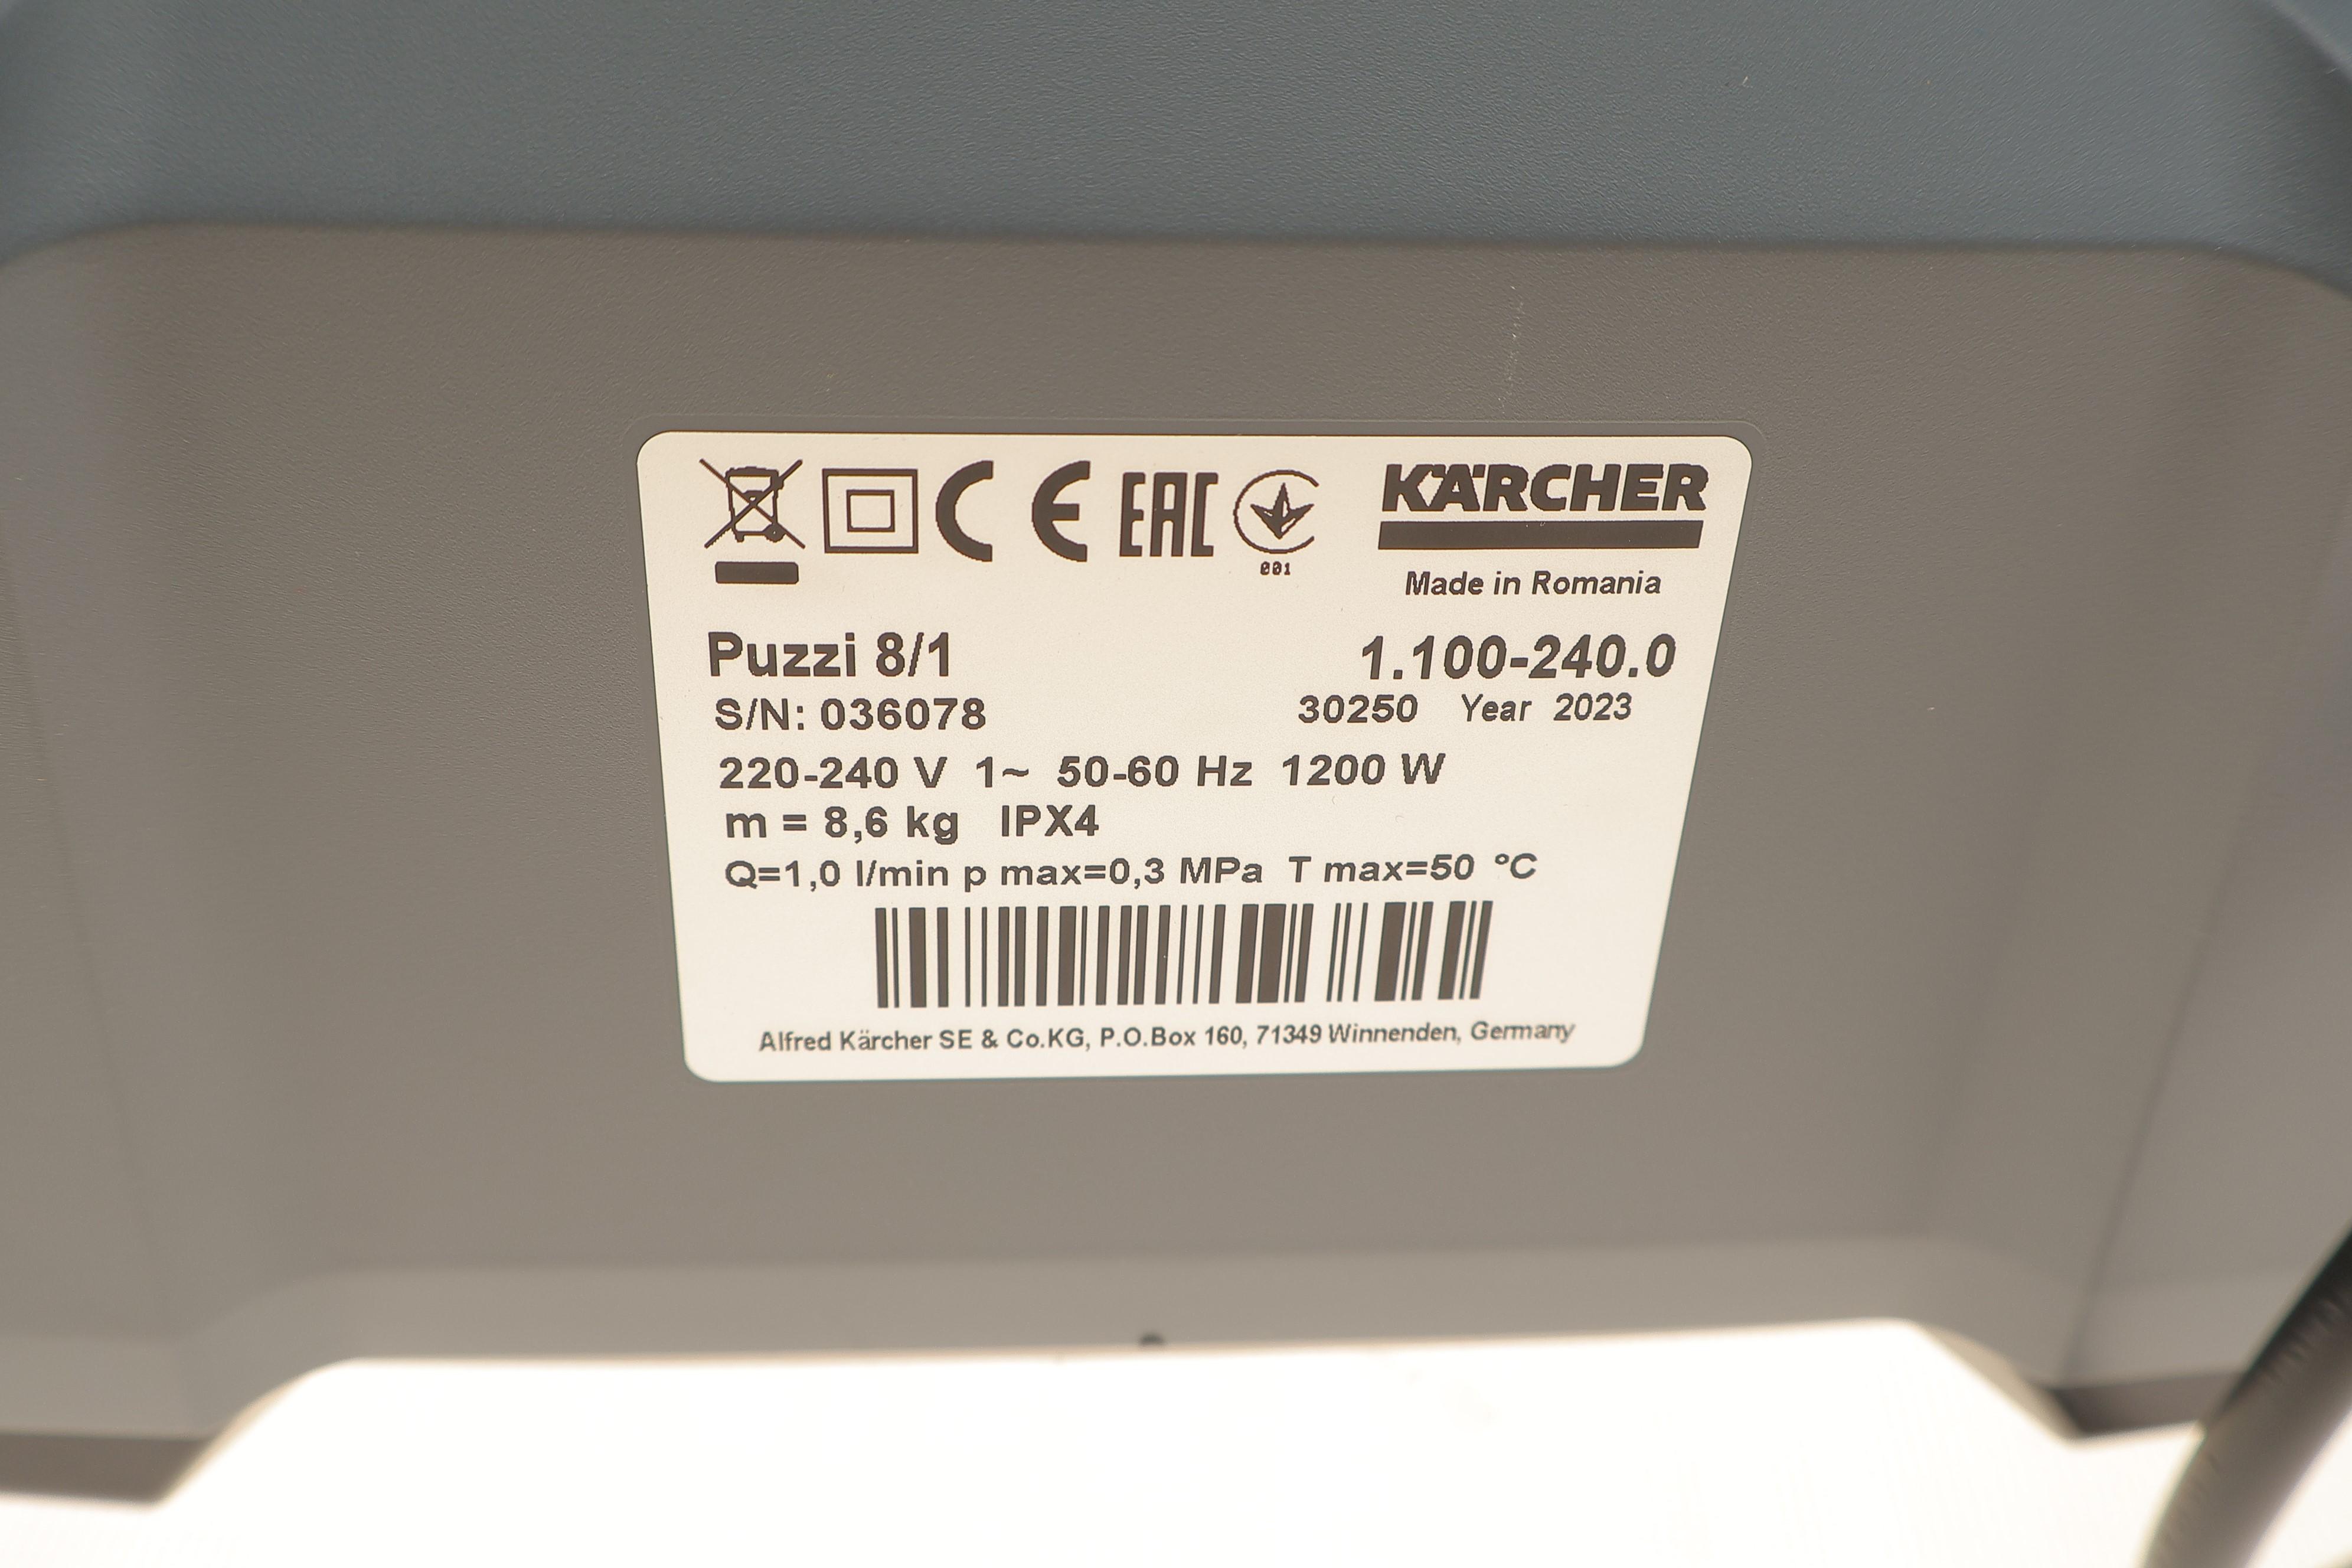 CE EAC KÄRCHER
001
Made in Romania
Puzzi 8/1 1.100-240.0
S/N: 036078 30250 Year 2023
220-240 V 1~ 50-60 Hz 1200 W
m = 8,6 kg IPX4
Q=1,0 l/min p max=0,3 MPa T max=50 °C
Alfred Kärcher SE & Co.KG, P.O.Box 160, 71349 Winnenden, Germany